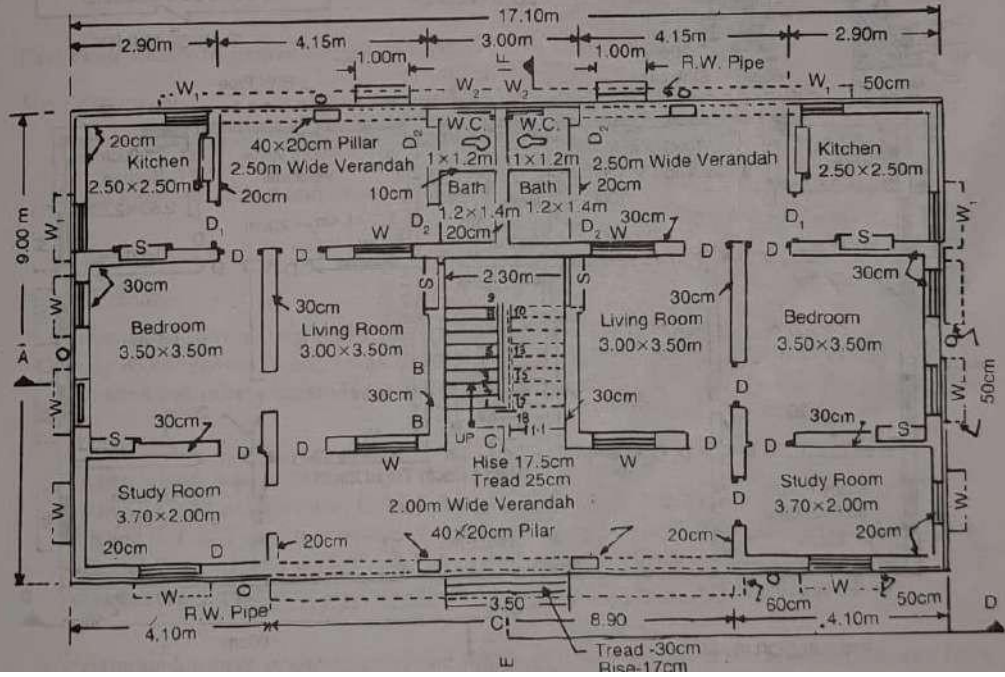 17.10m
2.90m 4.15m 3.00m 4.15m 2.90m
1.00m 1.00m
R.W. Pipe
W₁ W₂ W₂ W₁ 50cm
F
W.C. W.C.
D₂ D₂
20cm
Kitchen
2.50×2.50m
40×20cm Pillar
2.50m Wide Verandah
1×1.2m 1×1.2m
2.50m Wide Verandah
Kitchen
2.50×2.50m
20cm 10cm
Bath Bath
20cm
1.2×1.4m 1.2×1.4m
30cm
9.00 m
W₁ D₁ D₂ 20cm D₂ D₁ W₁
W W
S D D D D S
2.30m
30cm 30cm
S S
30cm 30cm
W W
Bedroom
3.50×3.50m
Living Room
3.00×3.50m
Living Room
3.00×3.50m
Bedroom
3.50×3.50m
A
B
W W
50cm
30cm 30cm
D
B
30cm 30cm
18
UP C 1.1
S D D D D S
W W
Rise 17.5cm
Tread 25cm
Study Room
3.70×2.00m
2.00m Wide Verandah
Study Room
3.70×2.00m
W D W
40×20cm Pilar
20cm D 20cm 20cm 20cm
W W
R.W. Pipe
60cm 50cm
3.50
4.10m C 8.90 4.10m
D
E
Tread -30cm
Rise-17cm